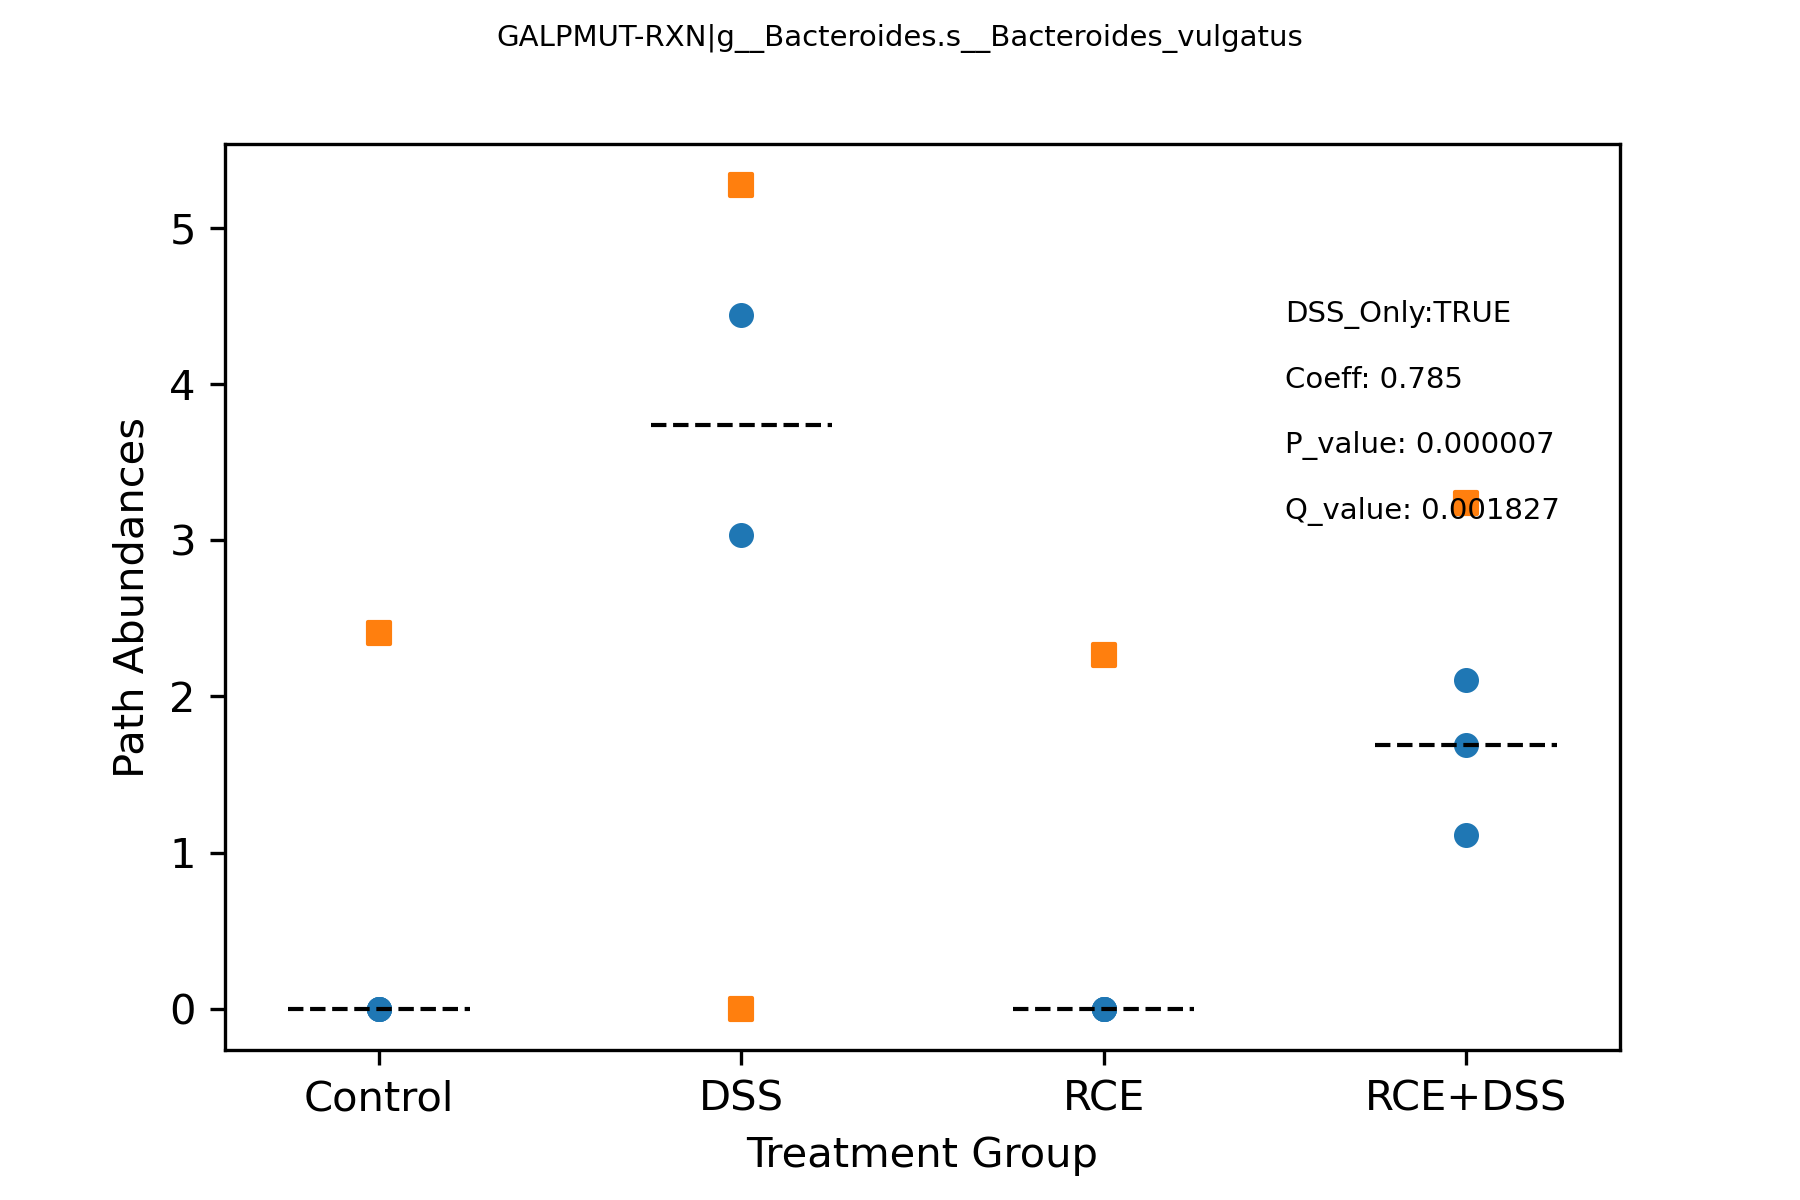 GALPMUT-RXN|g__Bacteroides.s__Bacteroides_vulgatus
5
4
3
2
1
0
Path Abundances
DSS_Only:TRUE
Coeff: 0.785
P_value: 0.000007
Q_value: 0.001827
Control
DSS
RCE
RCE+DSS
Treatment Group